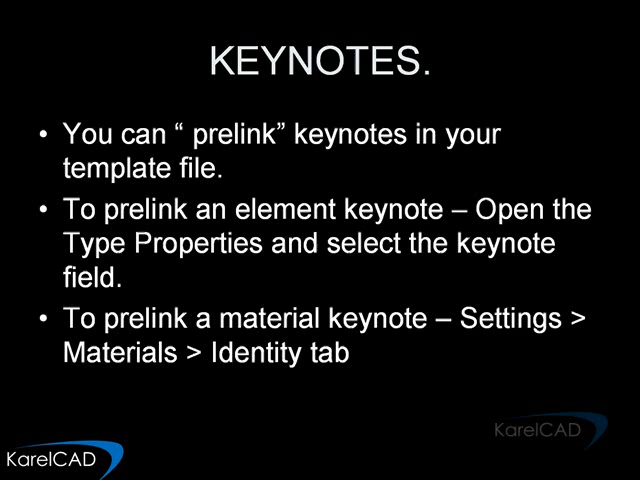 KEYNOTES.
• You can “ prelink” keynotes in your
template file.
• To prelink an element keynote – Open the
Type Properties and select the keynote
field.
• To prelink a material keynote – Settings >
Materials > Identity tab
KarelCAD
KarelCAD